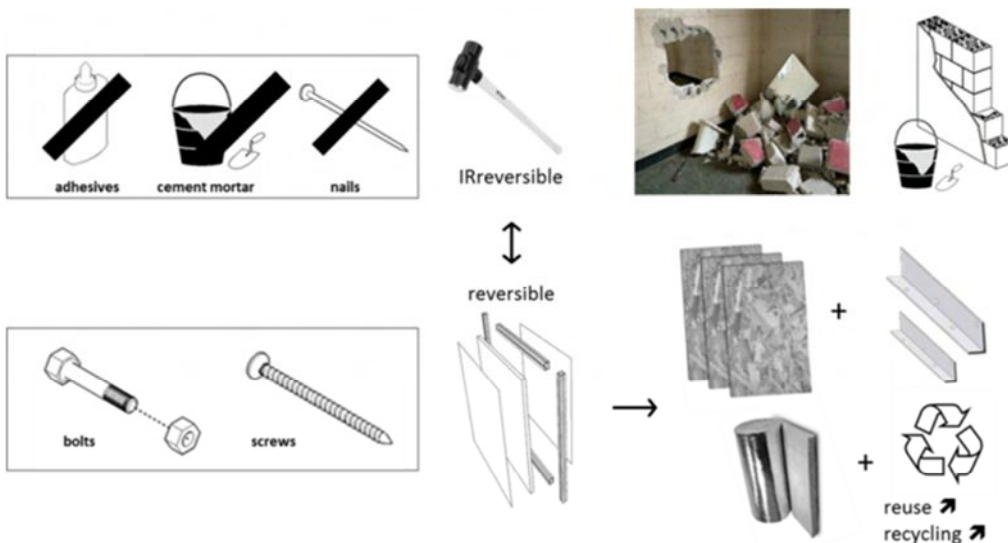 adhesives
cement mortar
nails
IRreversible
reversible
bolts
screws
+
+
reuse
recycling